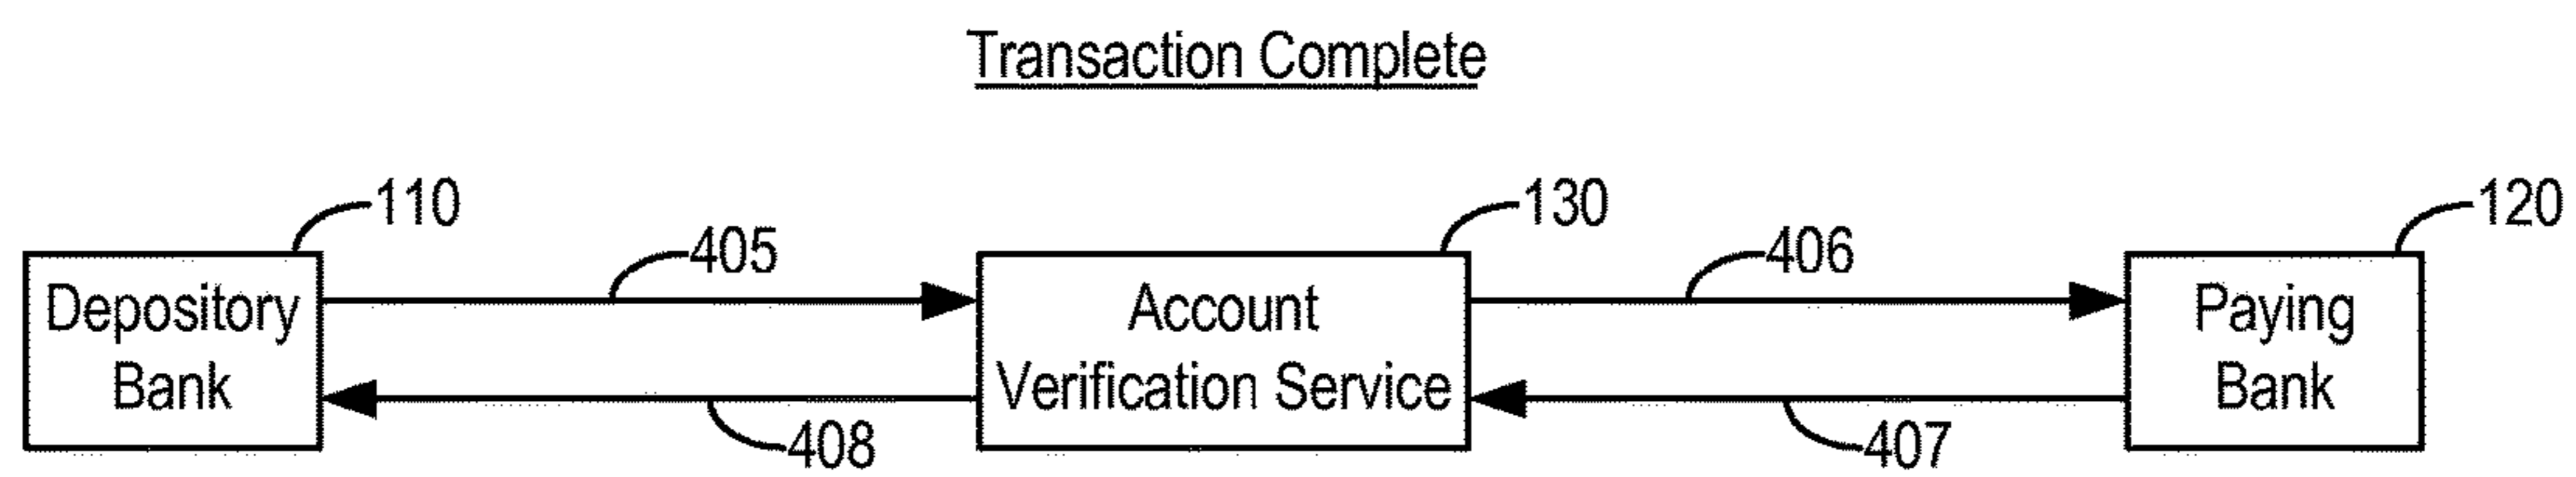 Transaction Complete
110
130
120
405
406
Depository
Bank
Account
Verification Service
Paying
Bank
408
407